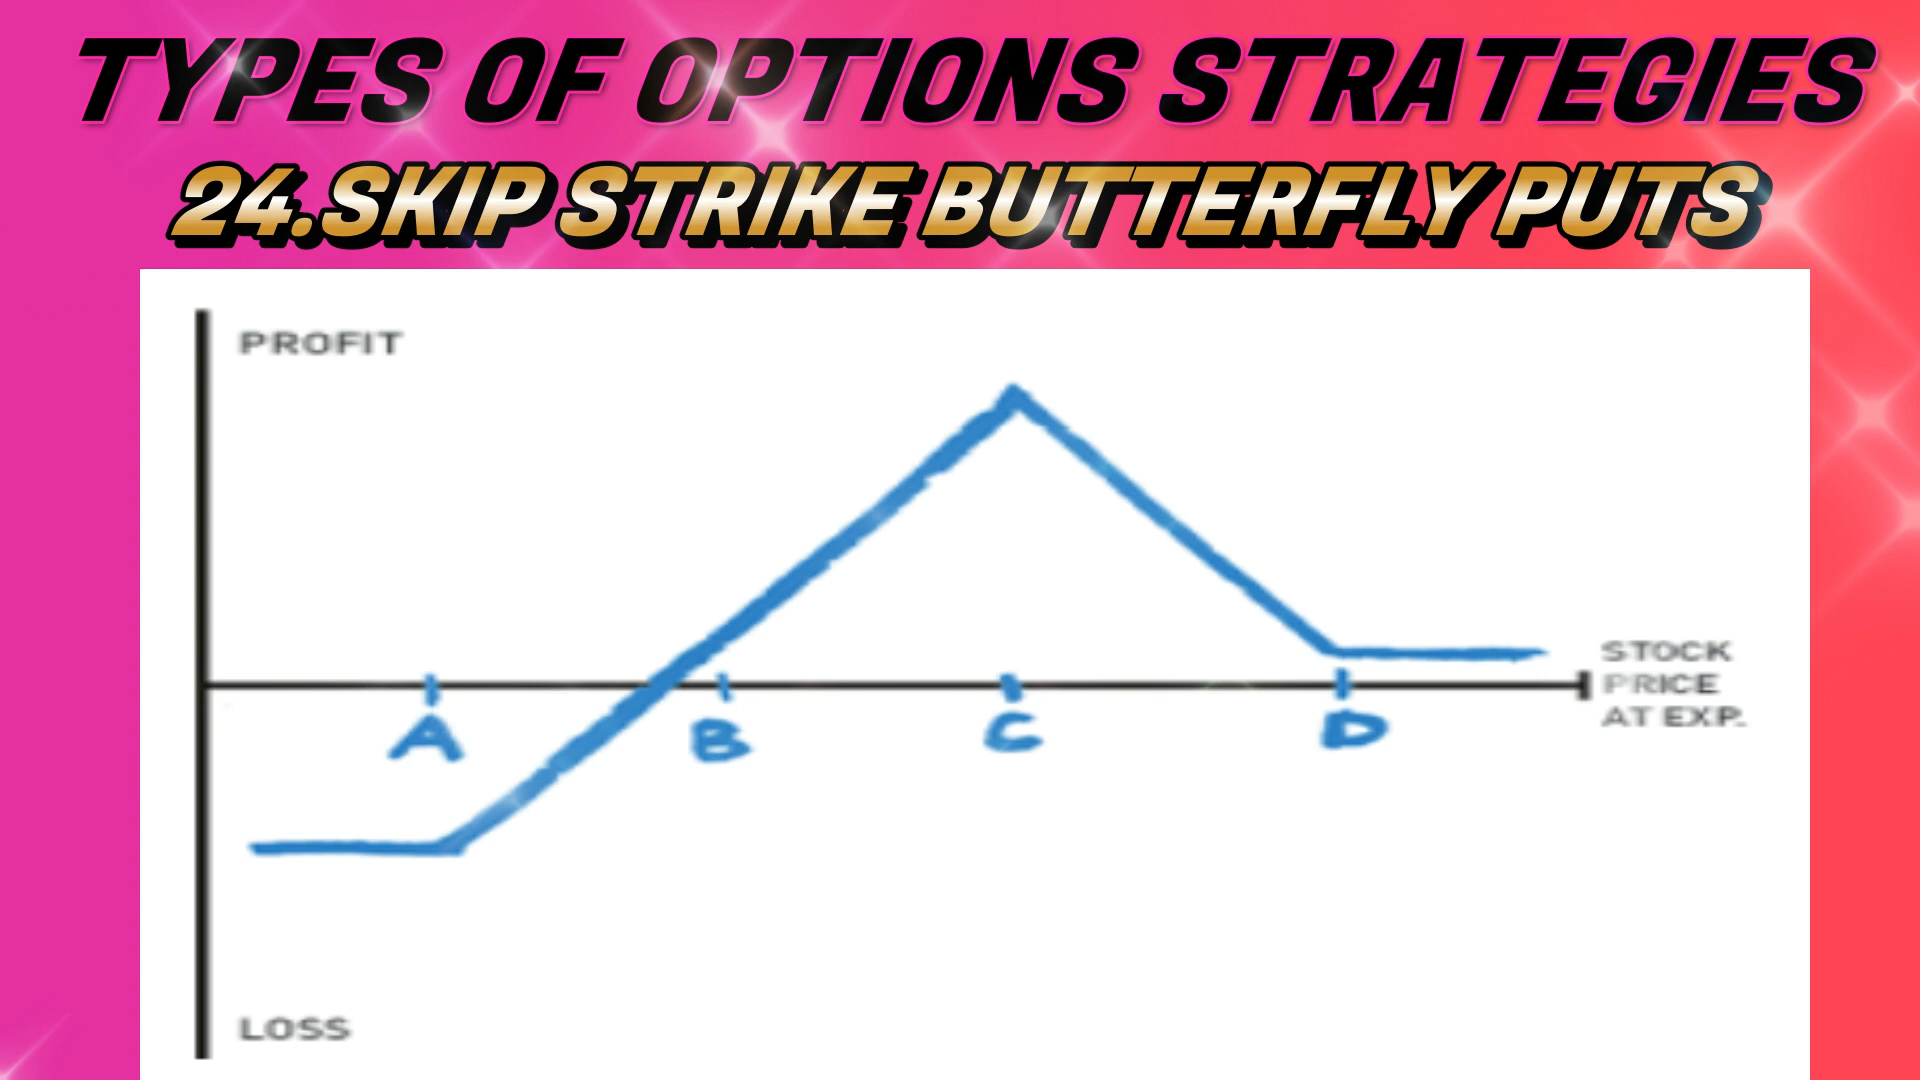 TYPES OF OPTIONS STRATEGIES
24.SKIP STRIKE BUTTERFLY PUTS
PROFIT
STOCK
PRICE
AT EXP.
A
B
C
D
LOSS